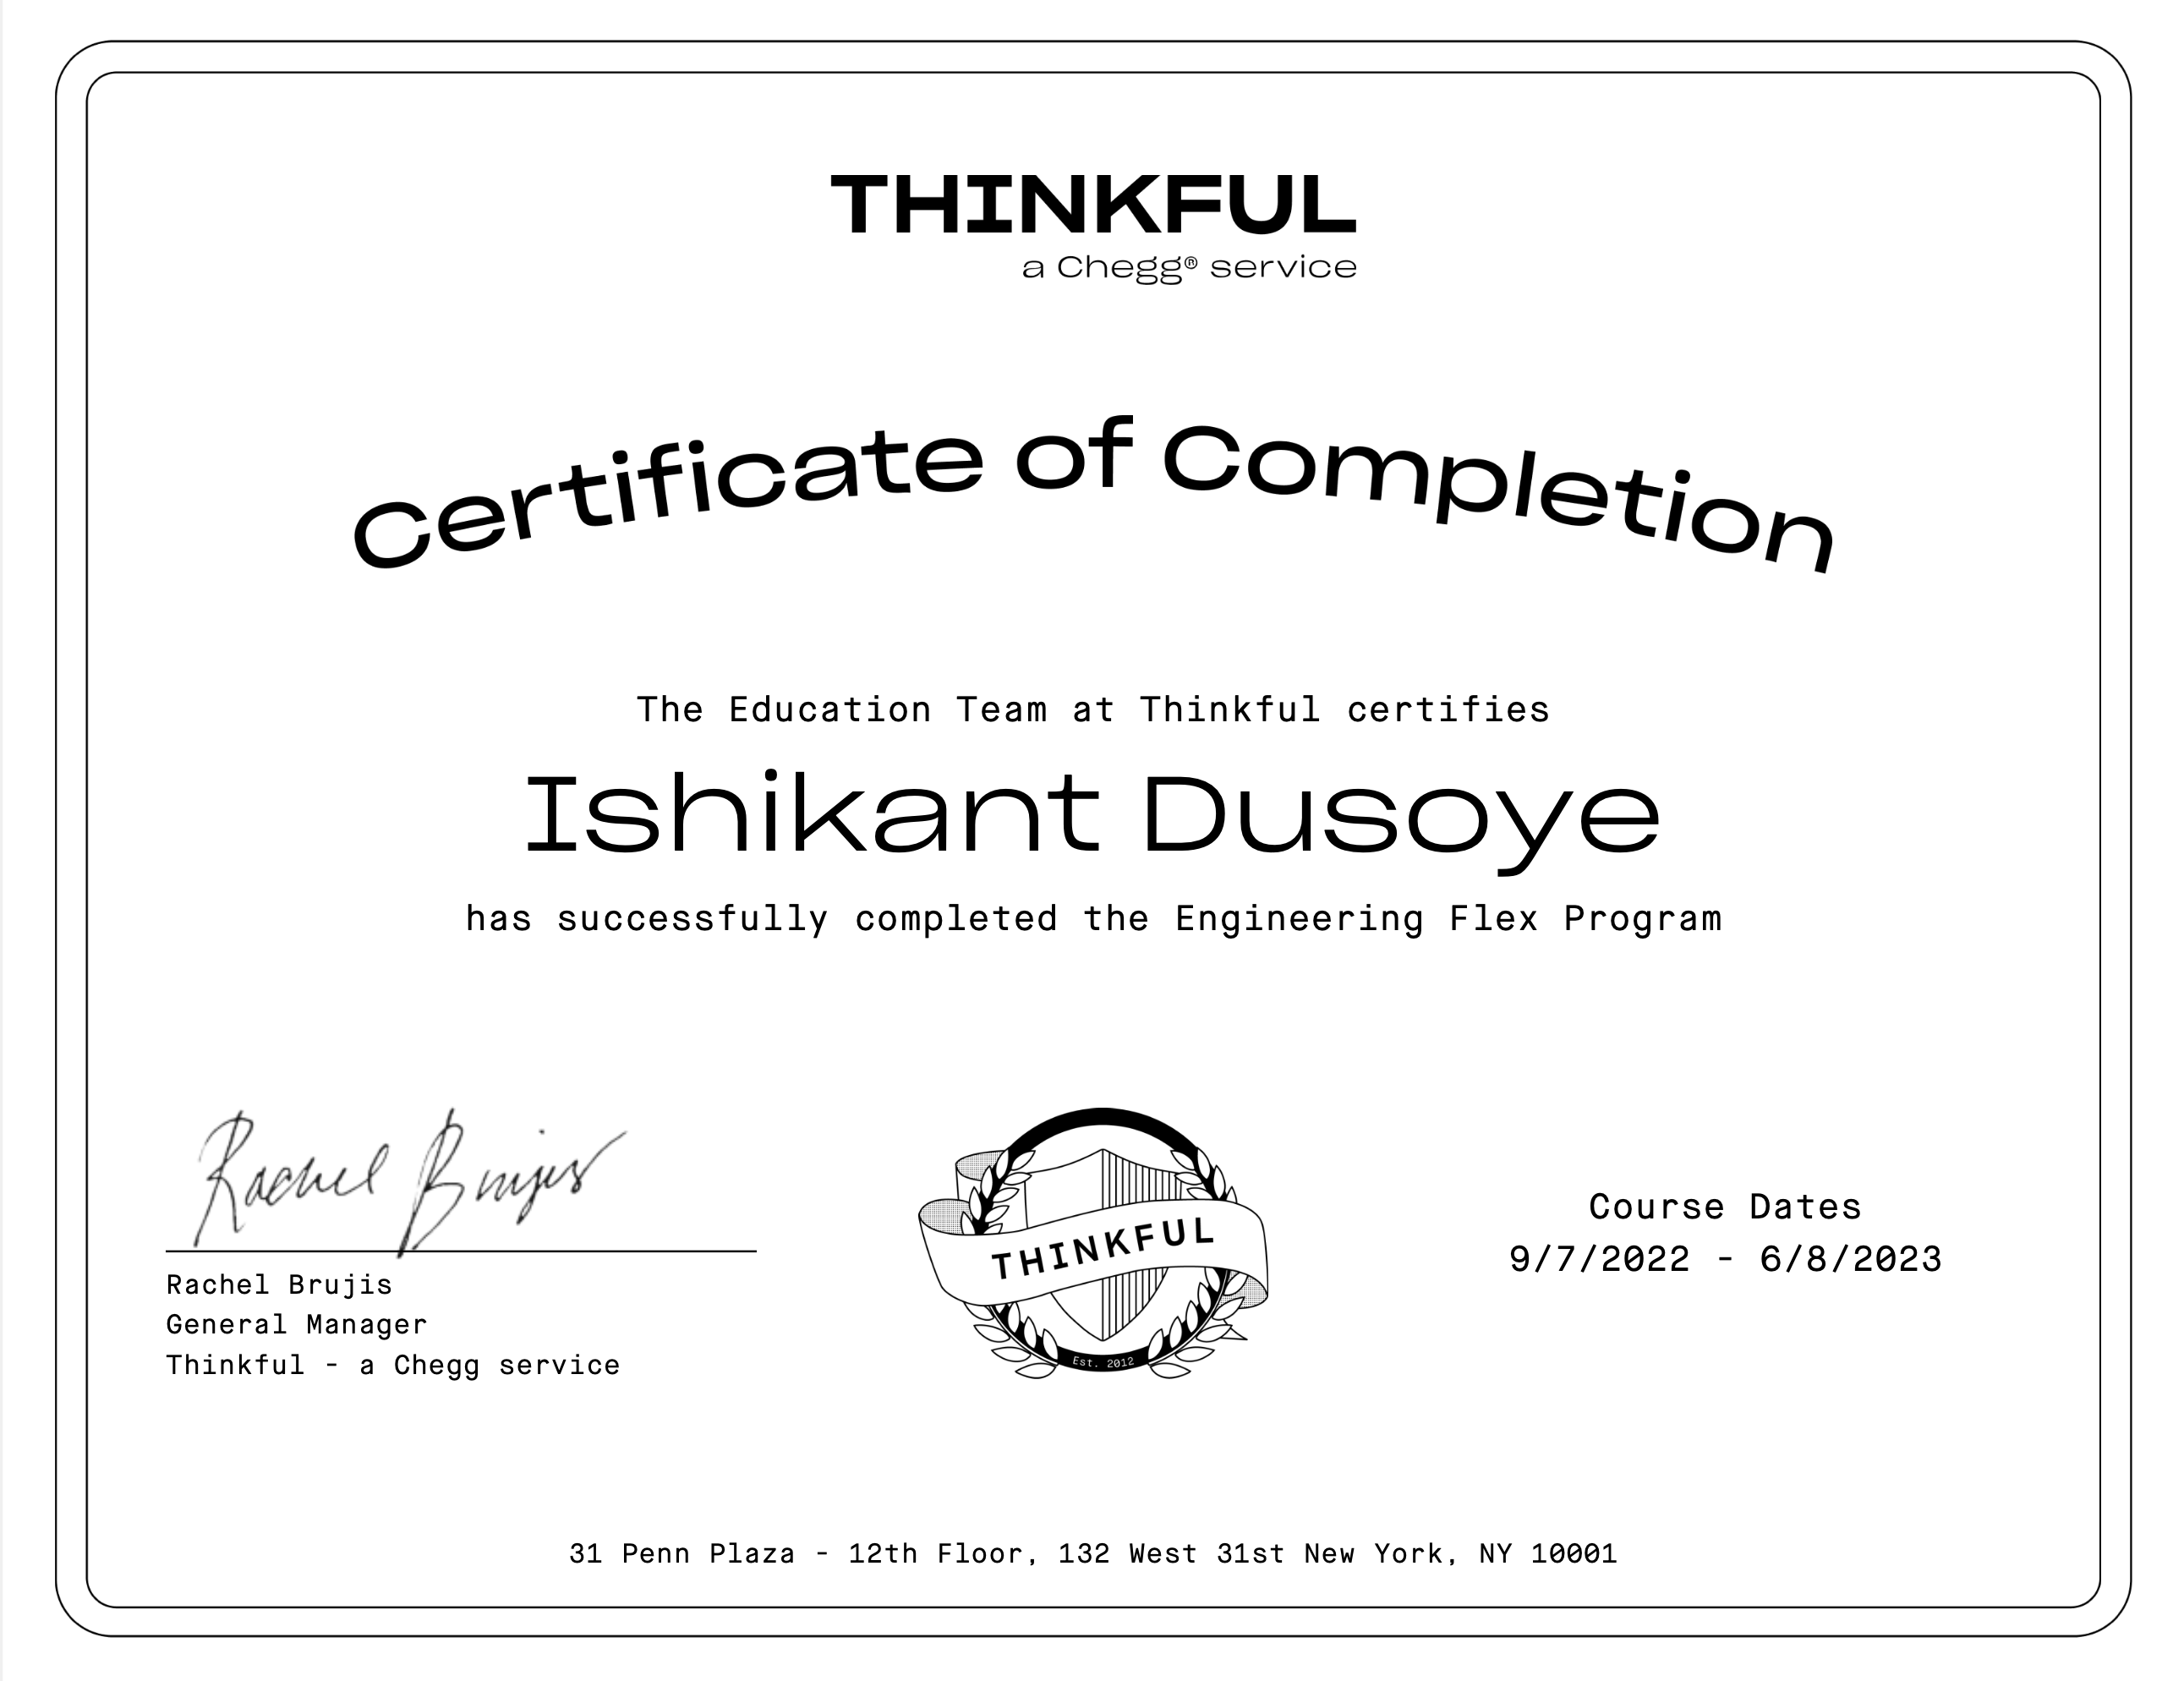 THINKFUL
a Chegg® service
Certificate of Completion
The Education Team at Thinkful certifies
Ishikant Dusoye
has successfully completed the Engineering Flex Program
Rachel Brujis
Rachel Brujis
General Manager
Thinkful - a Chegg service
THINKFUL
Est. 2012
Course Dates
9/7/2022 - 6/8/2023
31 Penn Plaza - 12th Floor, 132 West 31st New York, NY 10001